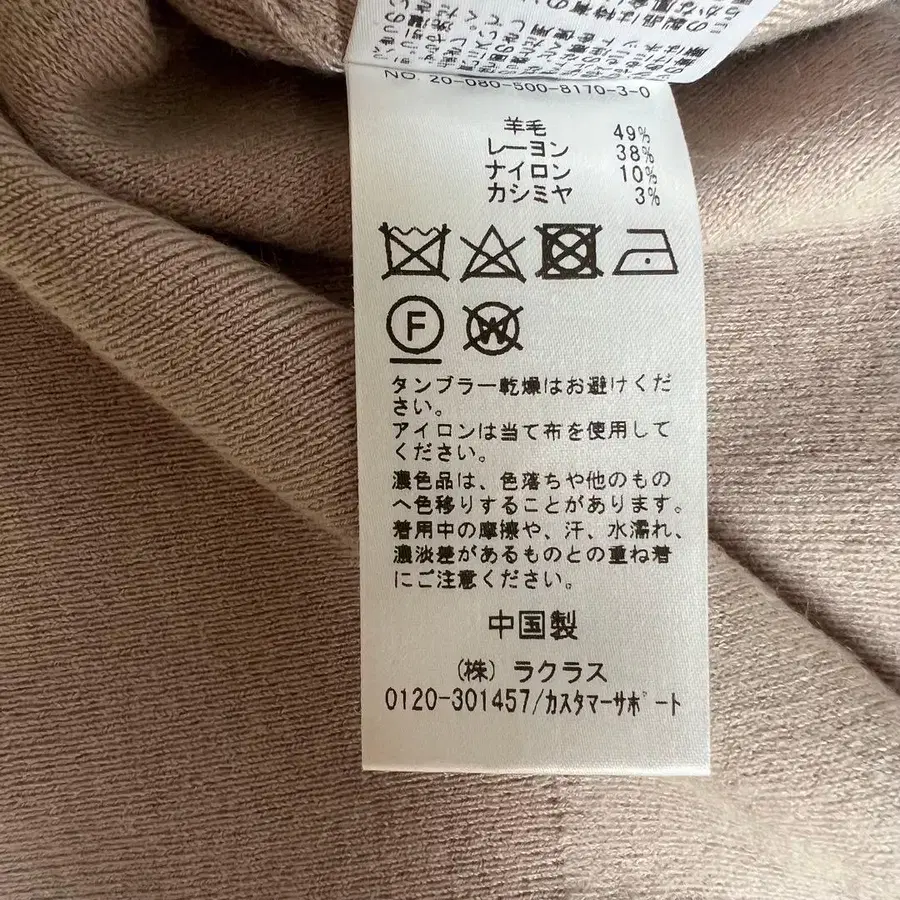 NO. 20-080-500-8170-3-0
羊毛 49%
レーヨン 38%
ナイロン 10%
カシミヤ 3%
F
W
タンブラー乾燥はお避けくだ
さい。
アイロンは当て布を使用して
ください。
濃色品は、色落ちや他のもの
へ色移りすることがあります。
着用中の摩擦や、汗、水濡れ、
濃淡差があるものとの重ね着
にご注意ください。
中国製
(株) ラクラス
0120-301457/カスタマーサポート